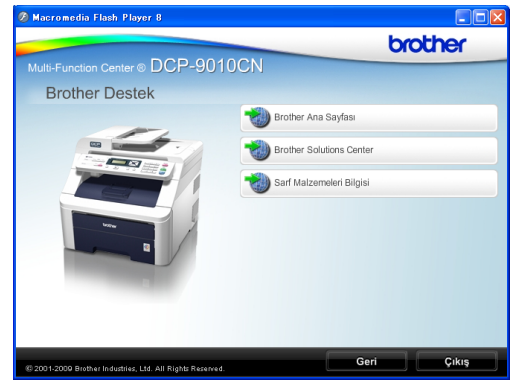 Macromedia Flash Player 8
brother
Multi-Function Center ® DCP-9010CN
Brother Destek
Brother Ana Sayfası
Brother Solutions Center
Sarf Malzemeleri Bilgisi
brother
Geri
Çıkış
© 2001-2009 Brother Industries, Ltd. All Rights Reserved.